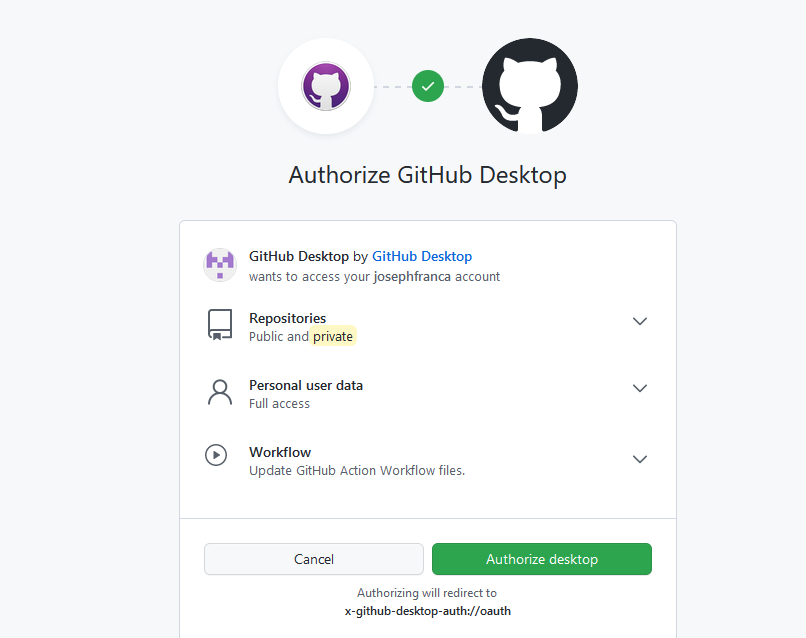 Authorize GitHub Desktop
GitHub Desktop by GitHub Desktop
wants to access your josephfranca account
Repositories
Public and private
Personal user data
Full access
Workflow
Update GitHub Action Workflow files.
Cancel
Authorize desktop
Authorizing will redirect to
x-github-desktop-auth://oauth